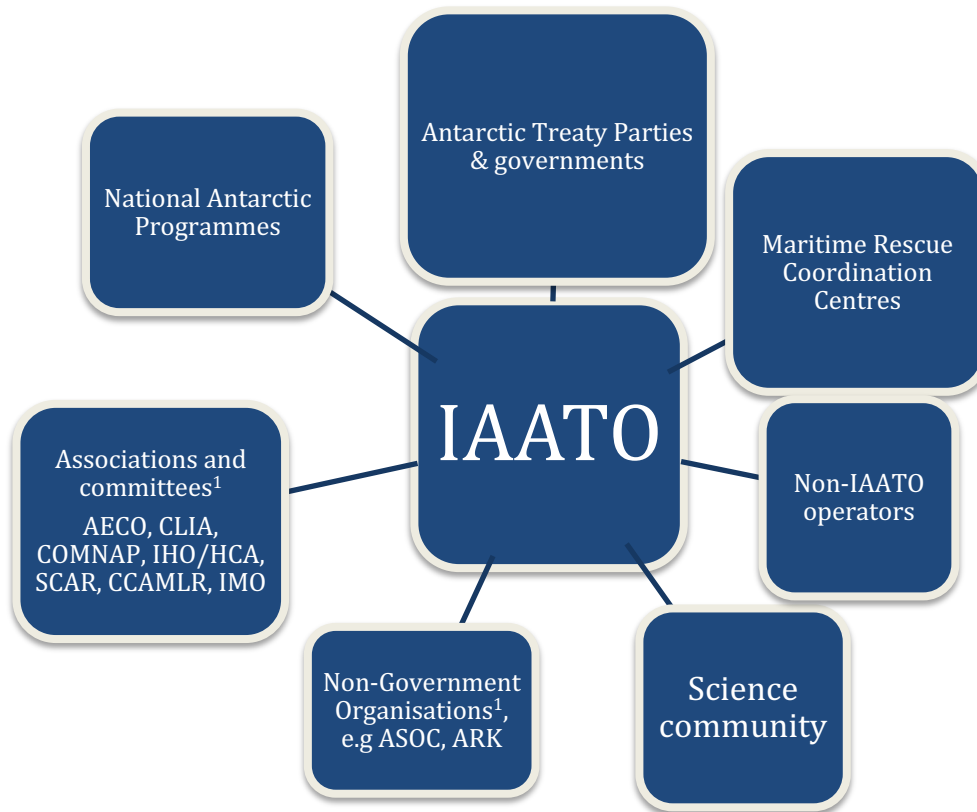 Antarctic Treaty Parties
& governments
National Antarctic
Programmes
Maritime Rescue
Coordination
Centres
IAATO
Associations and
committees¹
AECO, CLIA,
COMNAP, IHO/HCA,
SCAR, CCAMLR, IMO
Non-IAATO
operators
Non-Government
Organisations¹,
e.g ASOC, ARK
Science
community